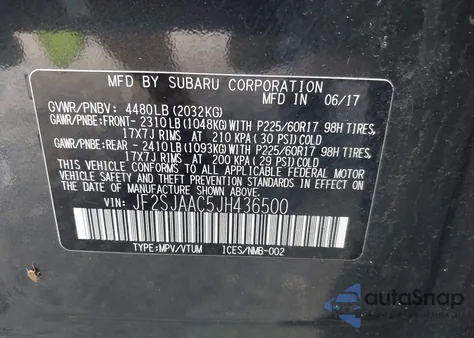 MFD BY SUBARU CORPORATION IN 06/17
GVWR/PNBV: 4480LB (2032KG)
GAWR/PNBE:FRONT- 2310LB (1048KG) WITH P225/60R17 98H TIRES,
17X7J RIMS AT 210 KPA (30 PSI) COLD
GAWR/PNBE:REAR - 2410LB (1093KG) WITH P225/60R17 98H TIRES,
17X7J RIMS AT 200 KPA (29 PSI) COLD
THIS VEHICLE CONFORMS TO ALL APPLICABLE FEDERAL MOTOR
VEHICLE SAFETY STANDARDS IN EFFECT ON THE DATE OF
MANUFACTURE SHOWN ABOVE.
VIN: JF2SJAAC5JH436500
TYPE:MPV/VTUM ICES/NMB-002
autoSnap